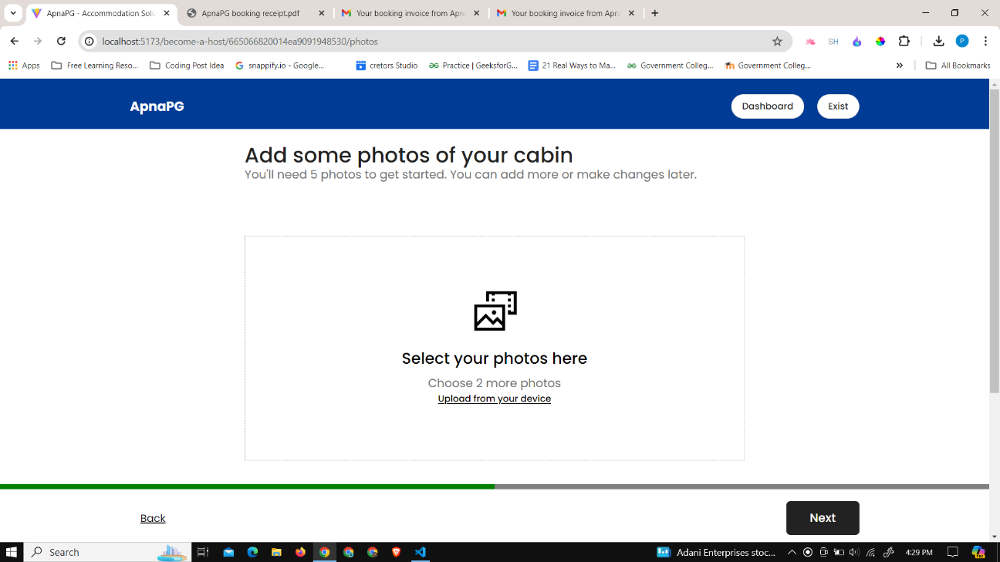 ApnaPG - Accommodation Solu
ApnaPG booking receipt.pdf
Your booking invoice from Apn
Your booking invoice from Apn
localhost:5173/become-a-host/665066820014ea9091948530/photos
SH
P
Apps
Free Learning Reso...
Coding Post Idea
snappify.io - Google...
cretors Studio
Practice | GeeksforG...
21 Real Ways to Ma...
Government Colleg...
Government Colleg...
All Bookmarks
ApnaPG
Dashboard
Exist
Add some photos of your cabin
You'll need 5 photos to get started. You can add more or make changes later.
Select your photos here
Choose 2 more photos
Upload from your device
Back
Next
Search
Adani Enterprises stoc...
4:29 PM